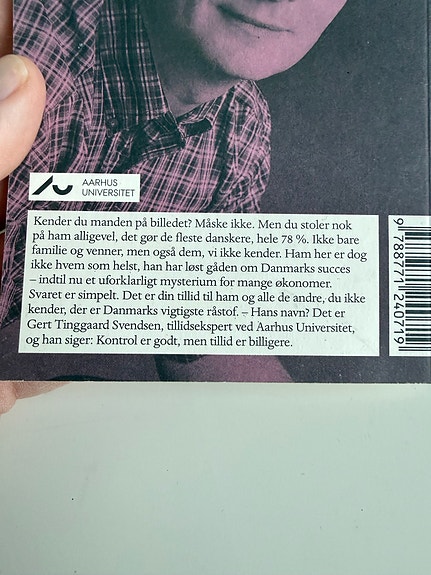 AARHUS
UNIVERSITET
Kender du manden på billedet? Måske ikke. Men du stoler nok
på ham alligevel, det gør de fleste danskere, hele 78 %. Ikke bare
familie og venner, men også dem, vi ikke kender. Ham her er dog
ikke hvem som helst, han har løst gåden om Danmarks succes
– indtil nu et uforklarligt mysterium for mange økonomer.
Svaret er simpelt. Det er din tillid til ham og alle de andre, du ikke
kender, der er Danmarks vigtigste råstof. – Hans navn? Det er
Gert Tinggaard Svendsen, tillidsekspert ved Aarhus Universitet,
og han siger: Kontrol er godt, men tillid er billigere.
9 788771 240719